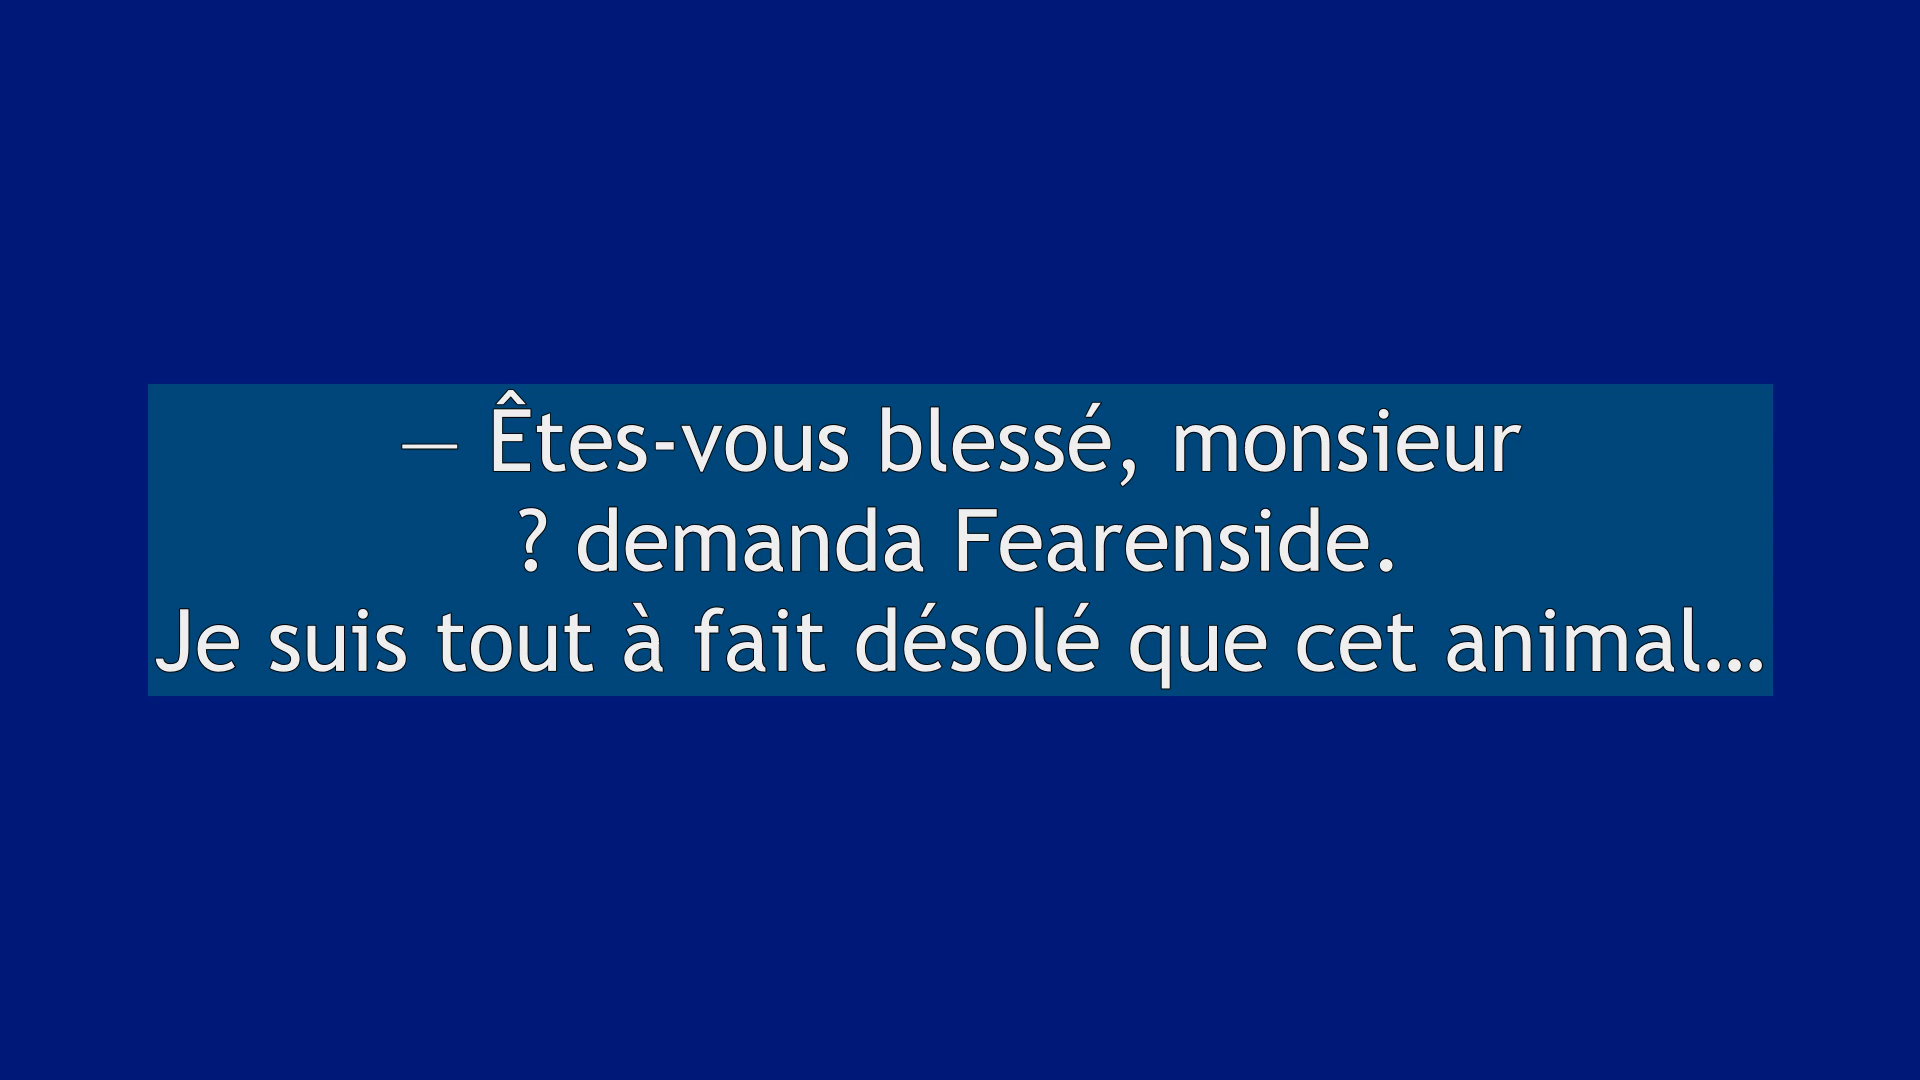 — Êtes-vous blessé, monsieur
? demanda Fearenside.
Je suis tout à fait désolé que cet animal…